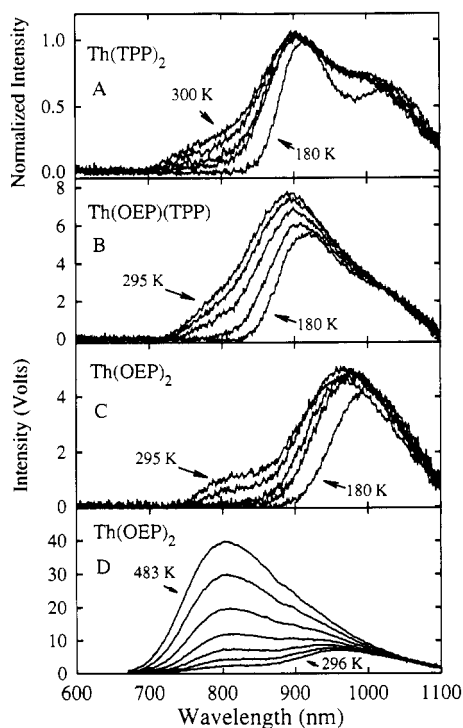 Normalized Intensity
1.0
0.5
0.0
Th(TPP)2
A
300 K
180 K
8
6
4
2
0
Th(OEP)(TPP)
B
295 K
180 K
Intensity (Volts)
4
2
0
Th(OEP)2
C
295 K
180 K
40
30
20
10
0
Th(OEP)2
D
483 K
296 K
600 700 800 900 1000 1100
Wavelength (nm)